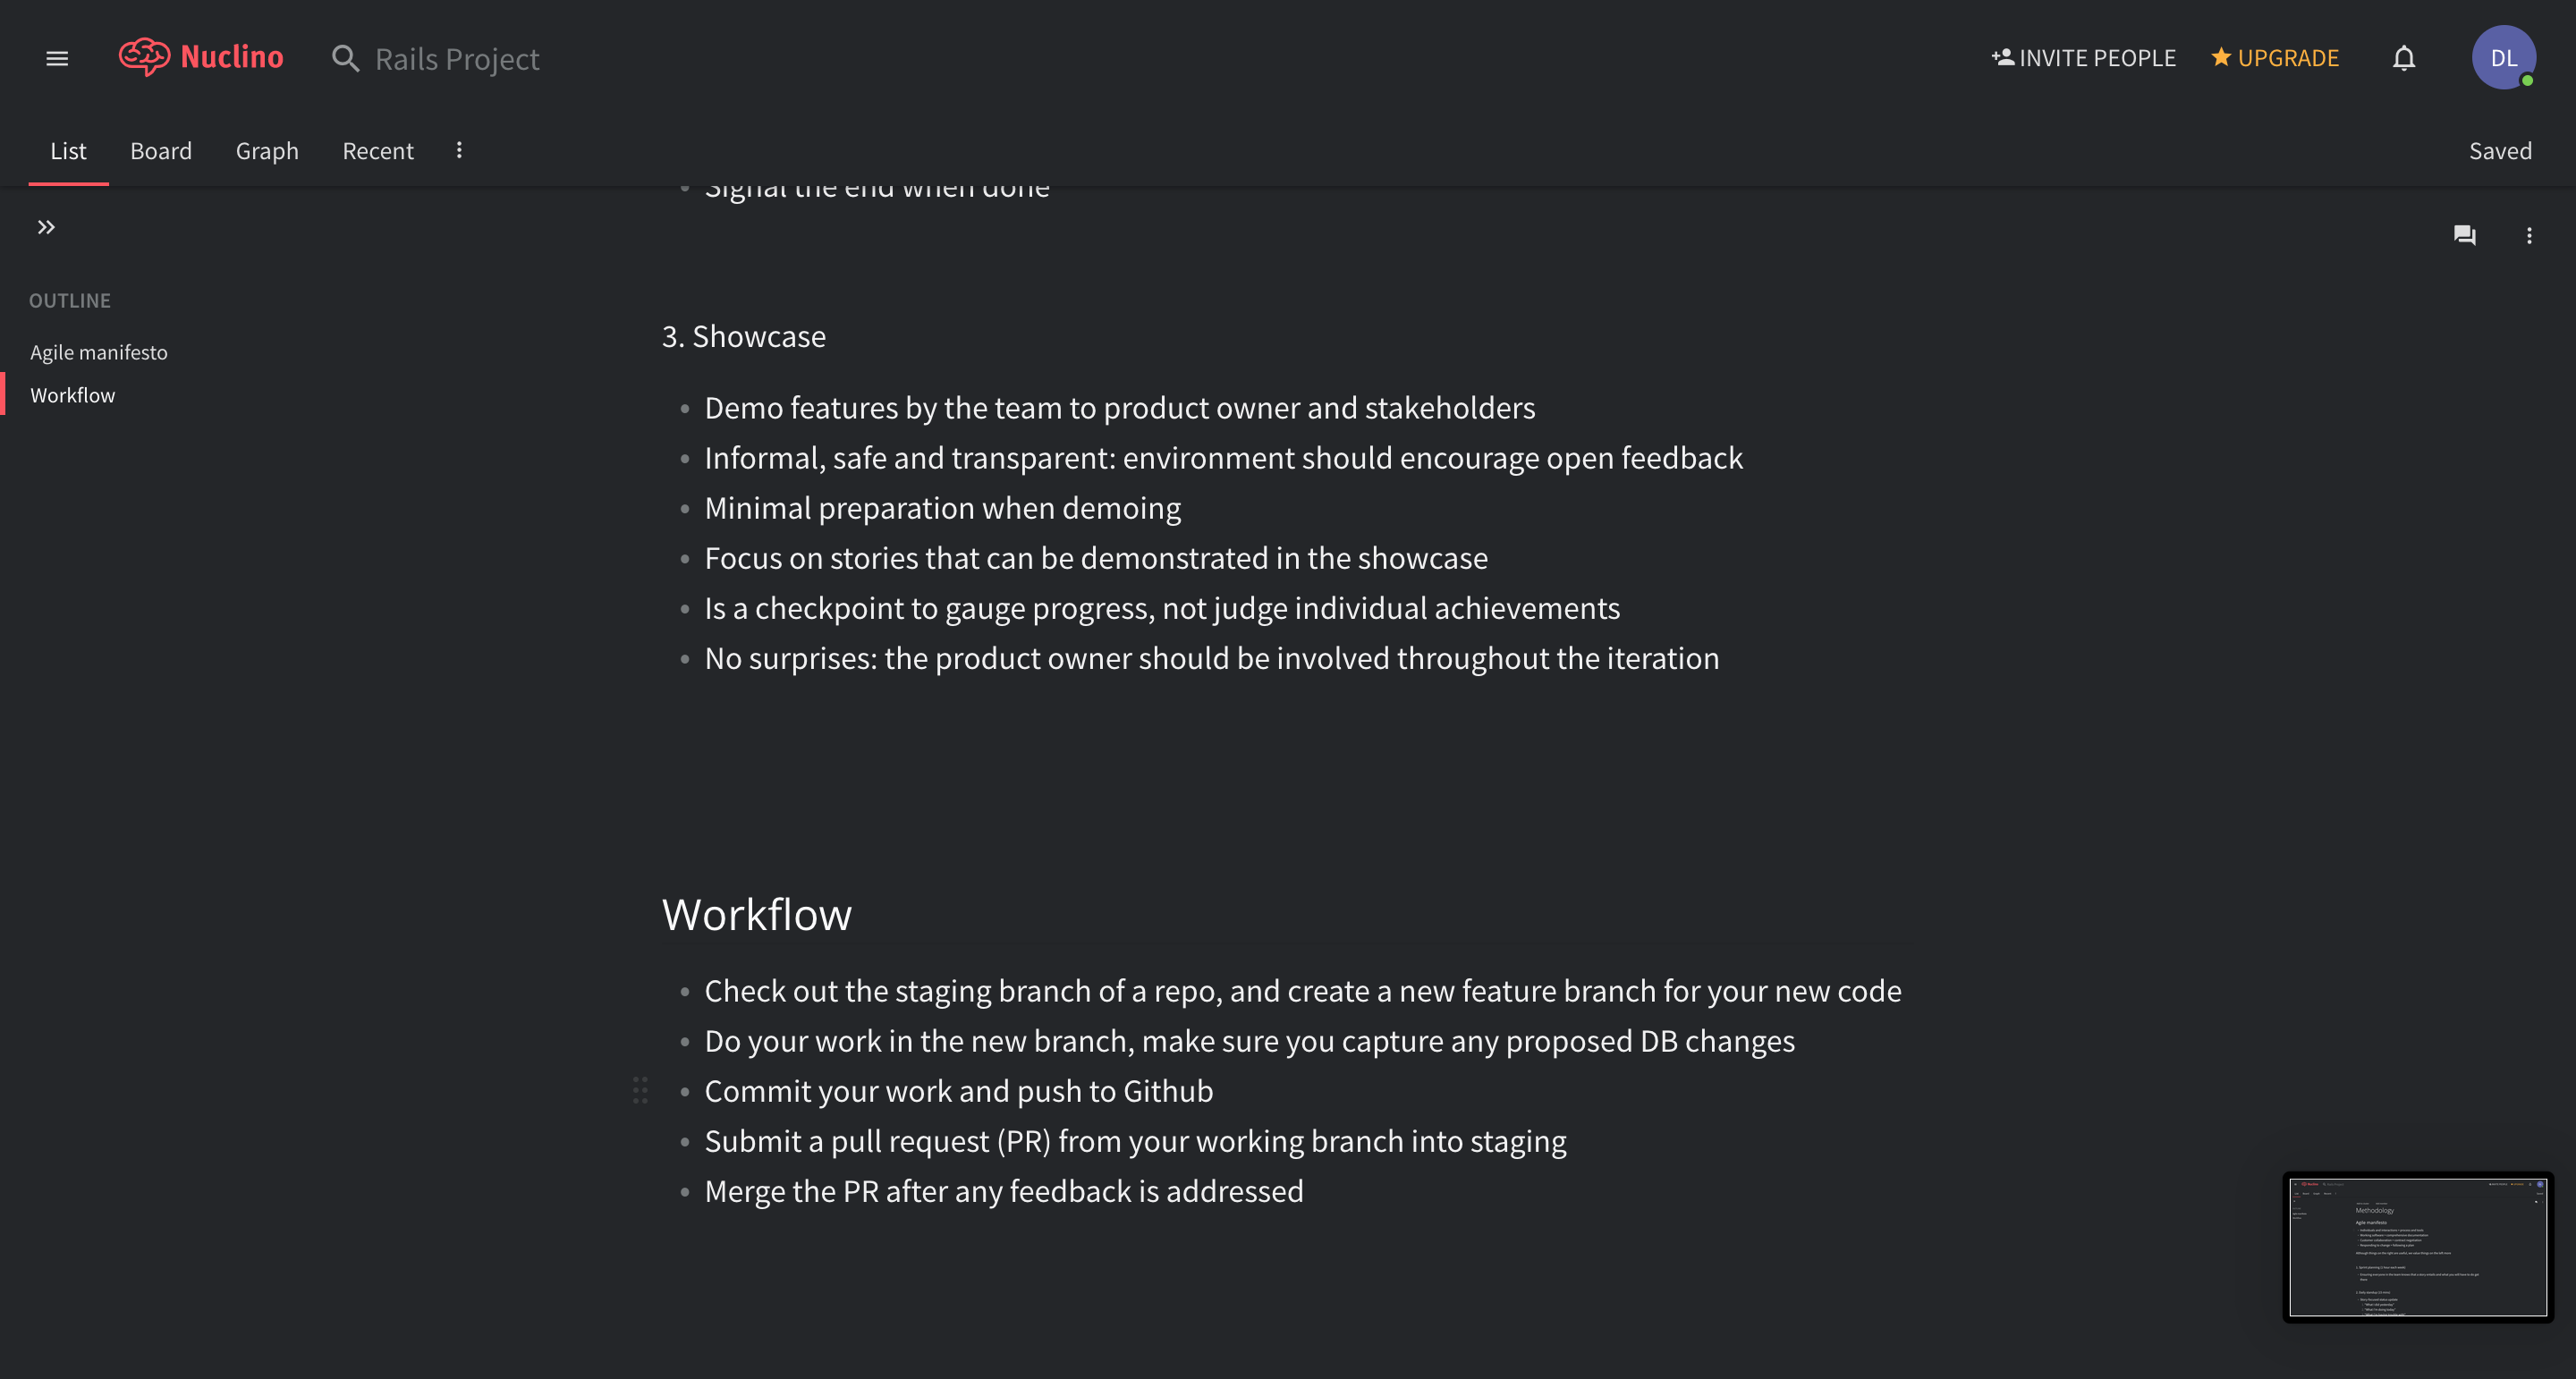 Nuclino
Rails Project
INVITE PEOPLE
UPGRADE
DL
List
Board
Graph
Recent
Saved
Signal the end when done
OUTLINE
Agile manifesto
Workflow
3. Showcase
Demo features by the team to product owner and stakeholders
Informal, safe and transparent: environment should encourage open feedback
Minimal preparation when demoing
Focus on stories that can be demonstrated in the showcase
Is a checkpoint to gauge progress, not judge individual achievements
No surprises: the product owner should be involved throughout the iteration
Workflow
Check out the staging branch of a repo, and create a new feature branch for your new code
Do your work in the new branch, make sure you capture any proposed DB changes
Commit your work and push to Github
Submit a pull request (PR) from your working branch into staging
Merge the PR after any feedback is addressed
Methodology
Agile manifesto